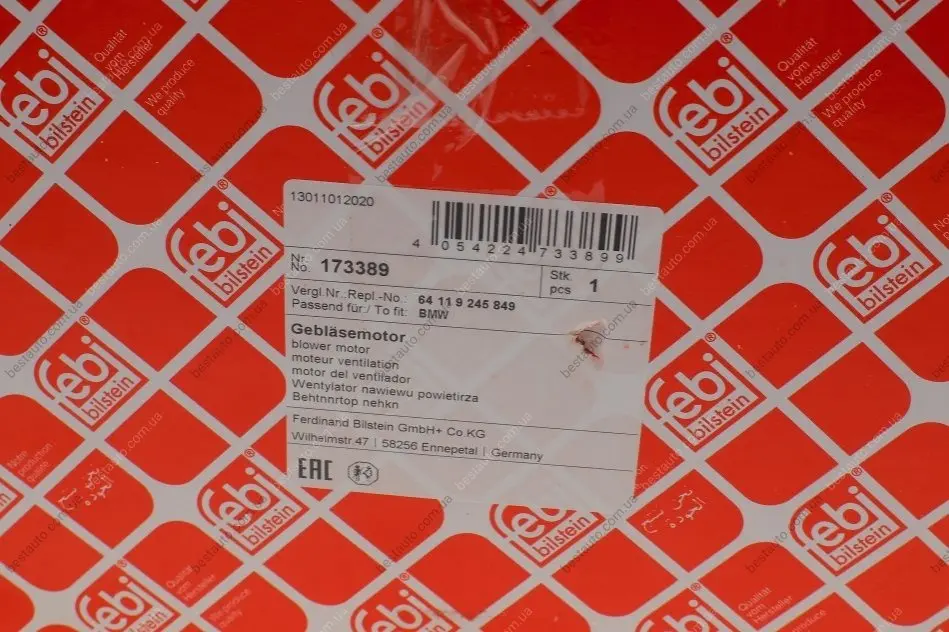 13011012020
4 054224 733899
Nr.
No. 173389
Stk.
pcs 1
Vergl.Nr.:Repl.-No.: 64 11 9 245 849
Passend für:/ To fit: BMW
Gebläsemotor
blower motor
moteur ventilation
motor del ventilador
Wentylator nawiewu powietirza
Behtnnrtop nehkn
Ferdinand Bilstein GmbH+ Co.KG
Wilhelmstr.47 | 58256 Ennepetal | Germany
EAC
febi
bilstein
Qualität
vom
Hersteller
We produce
quality
bestauto.com.ua